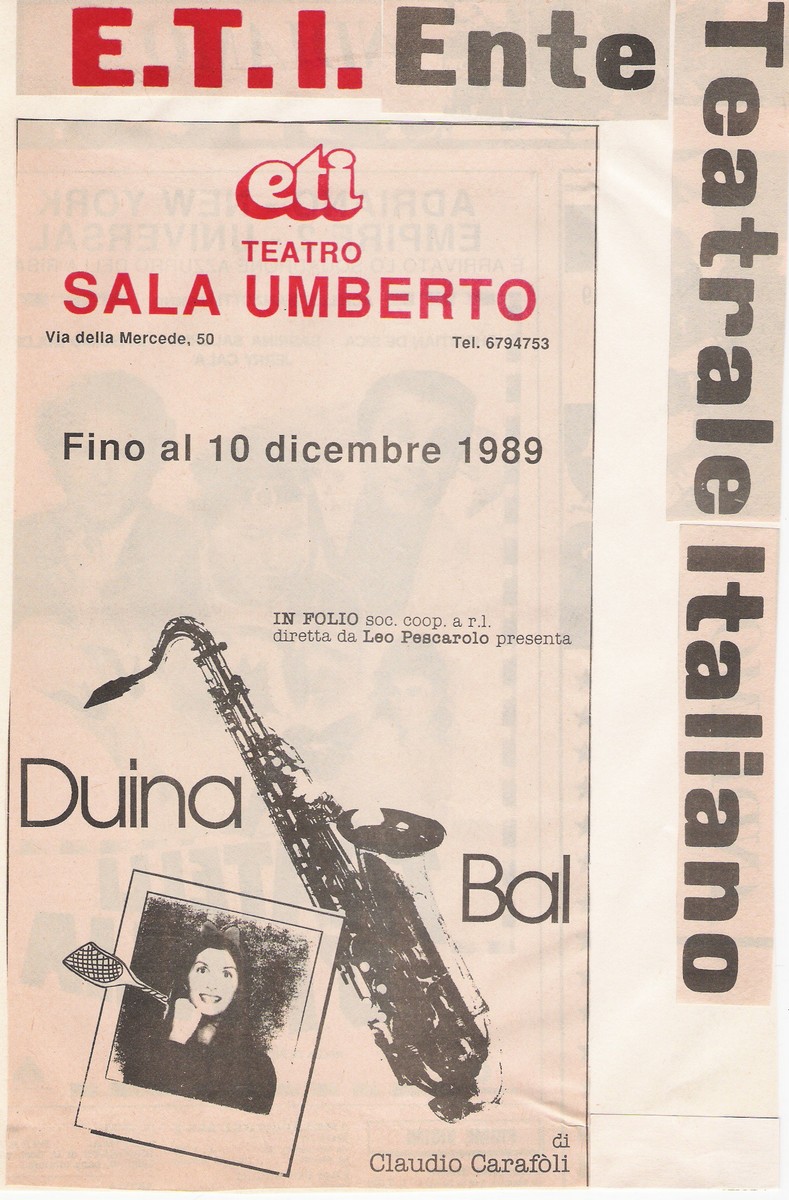 E.T.I. Ente
Teatrale
Italiano
eti
TEATRO
SALA UMBERTO
Via della Mercede, 50
Tel. 6794753
Fino al 10 dicembre 1989
IN FOLIO soc. coop. a r.l.
diretta da Leo Pescarolo presenta
Duina
Bal
di
Claudio Carafòli